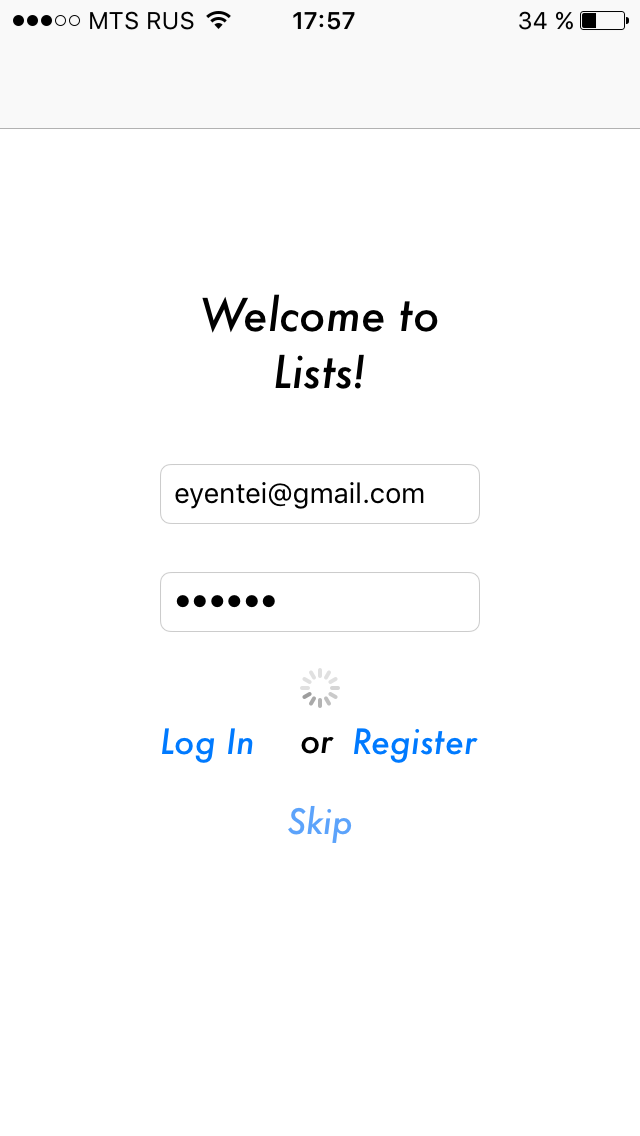 MTS RUS 17:57 34 %
Welcome to
Lists!
eyentei@gmail.com
••••••
Log In or Register
Skip